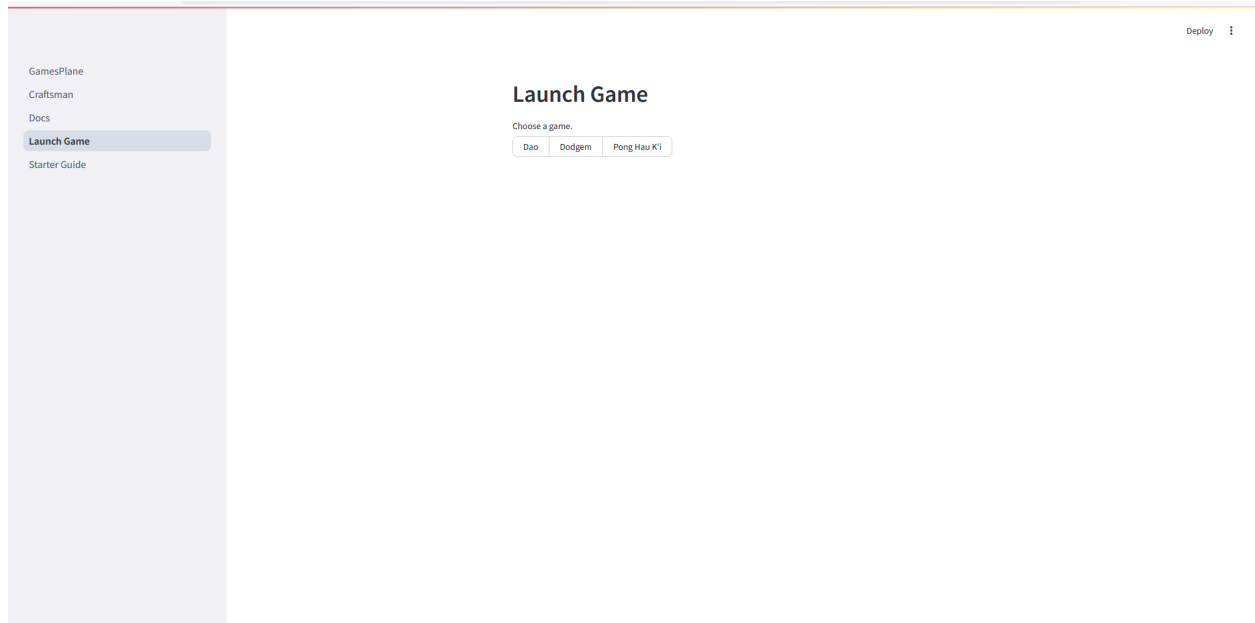 Deploy
GamesPlane
Craftsman
Docs
Launch Game
Starter Guide
Launch Game
Choose a game.
Dao Dodgem Pong Hau K'i